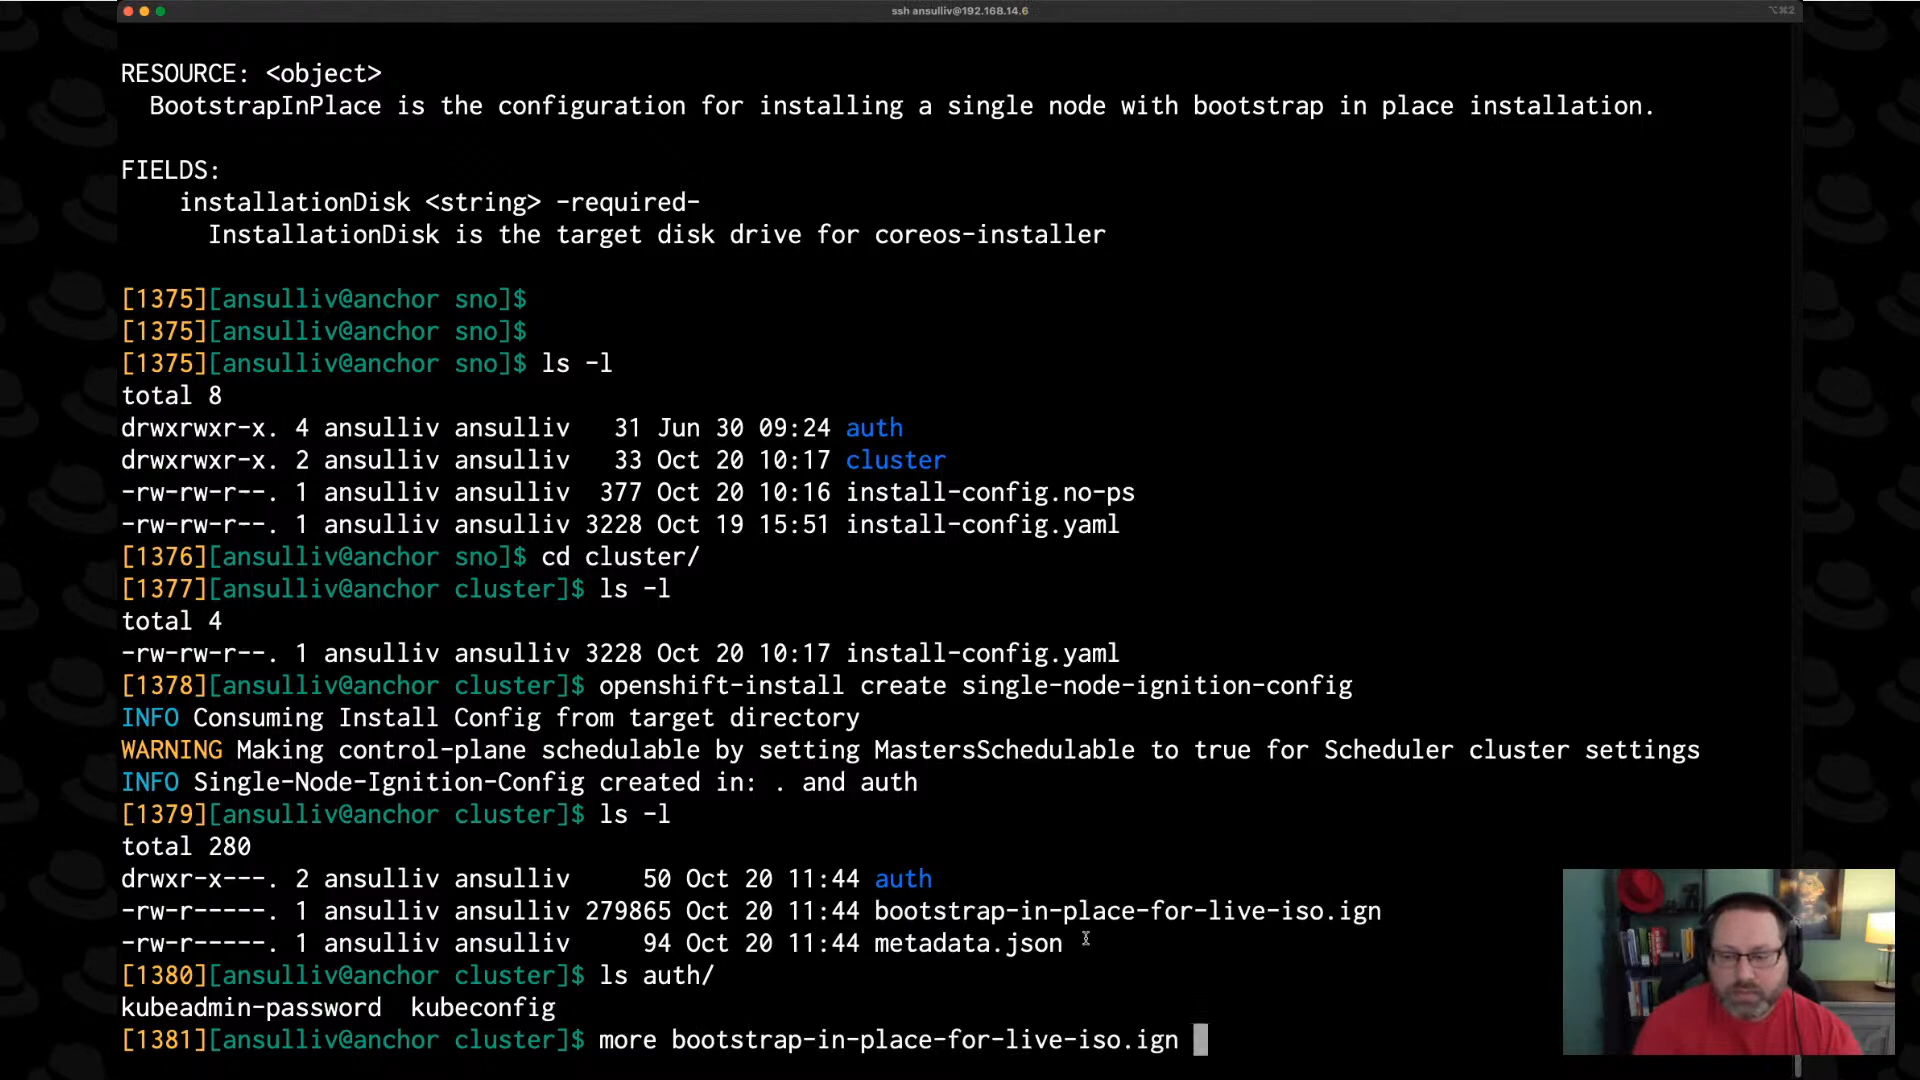 ssh ansulliv@192.168.14.6
⌥⌘2
RESOURCE: <object>
BootstrapInPlace is the configuration for installing a single node with bootstrap in place installation.
FIELDS:
installationDisk <string> -required-
InstallationDisk is the target disk drive for coreos-installer
[1375][ansulliv@anchor sno]$
[1375][ansulliv@anchor sno]$
[1375][ansulliv@anchor sno]$ ls -l
total 8
drwxrwxr-x. 4 ansulliv ansulliv   31 Jun 30 09:24 auth
drwxrwxr-x. 2 ansulliv ansulliv   33 Oct 20 10:17 cluster
-rw-rw-r--. 1 ansulliv ansulliv  377 Oct 20 10:16 install-config.no-ps
-rw-rw-r--. 1 ansulliv ansulliv 3228 Oct 19 15:51 install-config.yaml
[1376][ansulliv@anchor sno]$ cd cluster/
[1377][ansulliv@anchor cluster]$ ls -l
total 4
-rw-rw-r--. 1 ansulliv ansulliv 3228 Oct 20 10:17 install-config.yaml
[1378][ansulliv@anchor cluster]$ openshift-install create single-node-ignition-config
INFO Consuming Install Config from target directory
WARNING Making control-plane schedulable by setting MastersSchedulable to true for Scheduler cluster settings
INFO Single-Node-Ignition-Config created in: . and auth
[1379][ansulliv@anchor cluster]$ ls -l
total 280
drwxr-x---. 2 ansulliv ansulliv     50 Oct 20 11:44 auth
-rw-r-----. 1 ansulliv ansulliv 279865 Oct 20 11:44 bootstrap-in-place-for-live-iso.ign
-rw-r-----. 1 ansulliv ansulliv     94 Oct 20 11:44 metadata.json
[1380][ansulliv@anchor cluster]$ ls auth/
kubeadmin-password  kubeconfig
[1381][ansulliv@anchor cluster]$ more bootstrap-in-place-for-live-iso.ign